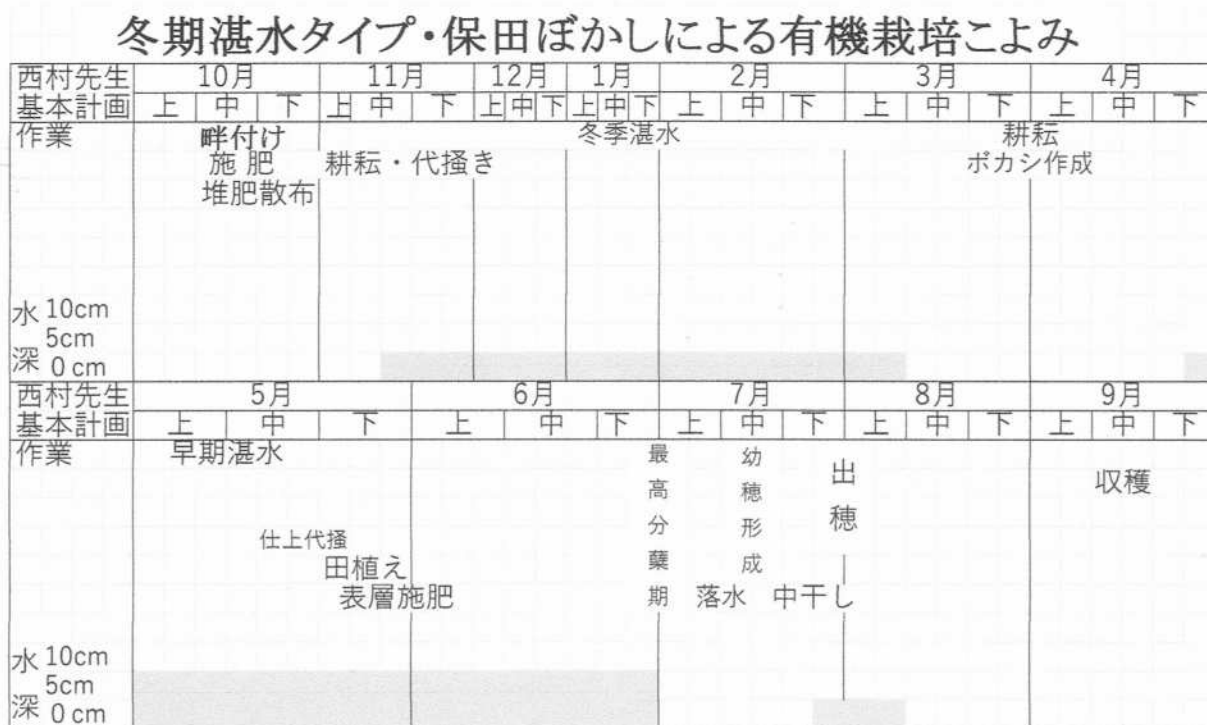 冬期湛水タイプ・保田ぼかしによる有機栽培こよみ
西村先生 10月 11月 12月 1月 2月 3月 4月
基本計画 上 中 下 上 中 下 上 中 下 上 中 下 上 中 下 上 中 下 上 中 下
作業 畔付け 冬季湛水 耕耘
施肥 耕耘・代掻き ボカシ作成
堆肥散布
水 10cm
5cm
深 0cm
西村先生 5月 6月 7月 8月 9月
基本計画 上 中 下 上 中 下 上 中 下 上 中 下 上 中 下
作業 早期湛水
最高分蘖期
幼穂形成
出穂
収穫
仕上代掻
田植え
表層施肥 落水 中干し
水 10cm
5cm
深 0cm